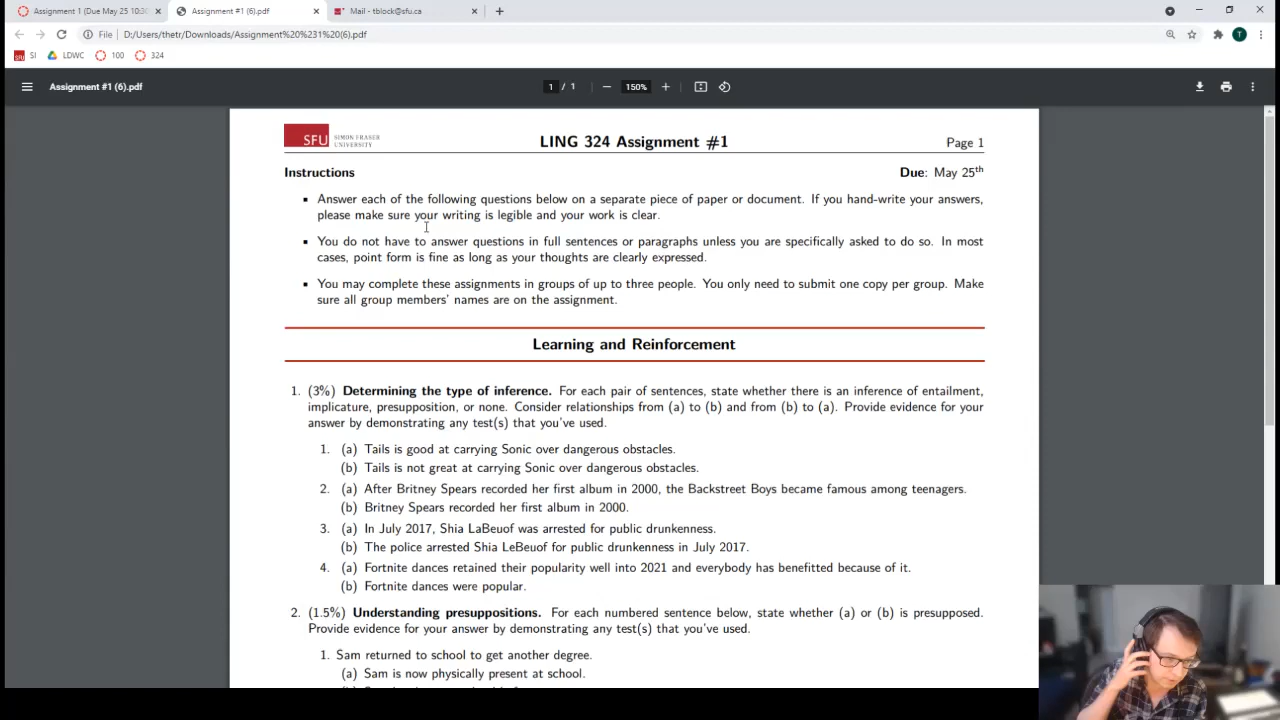 Assignment 1 (Due May 25 10:30
Assignment #1 (6).pdf
Mail - tblock@sfu.ca
File
D:/Users/thetr/Downloads/Assignment%20%231%20(6).pdf
T
SFU SI
LDWC
100
324
Assignment #1 (6).pdf
1 / 1
150%
SFU SIMON FRASER
UNIVERSITY
LING 324 Assignment #1
Page 1
Instructions
Due: May 25th
▪ Answer each of the following questions below on a separate piece of paper or document. If you hand-write your answers,
please make sure your writing is legible and your work is clear.
▪ You do not have to answer questions in full sentences or paragraphs unless you are specifically asked to do so. In most
cases, point form is fine as long as your thoughts are clearly expressed.
▪ You may complete these assignments in groups of up to three people. You only need to submit one copy per group. Make
sure all group members' names are on the assignment.
Learning and Reinforcement
1. (3%) Determining the type of inference. For each pair of sentences, state whether there is an inference of entailment,
implicature, presupposition, or none. Consider relationships from (a) to (b) and from (b) to (a). Provide evidence for your
answer by demonstrating any test(s) that you've used.
1. (a) Tails is good at carrying Sonic over dangerous obstacles.
(b) Tails is not great at carrying Sonic over dangerous obstacles.
2. (a) After Britney Spears recorded her first album in 2000, the Backstreet Boys became famous among teenagers.
(b) Britney Spears recorded her first album in 2000.
3. (a) In July 2017, Shia LaBeuof was arrested for public drunkenness.
(b) The police arrested Shia LeBeuof for public drunkenness in July 2017.
4. (a) Fortnite dances retained their popularity well into 2021 and everybody has benefitted because of it.
(b) Fortnite dances were popular.
2. (1.5%) Understanding presuppositions. For each numbered sentence below, state whether (a) or (b) is presupposed.
Provide evidence for your answer by demonstrating any test(s) that you've used.
1. Sam returned to school to get another degree.
(a) Sam is now physically present at school.